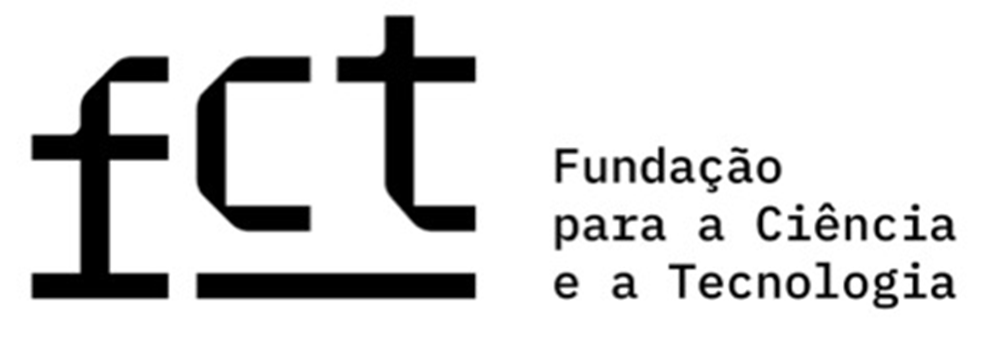 fct
Fundação
para a Ciência
e a Tecnologia